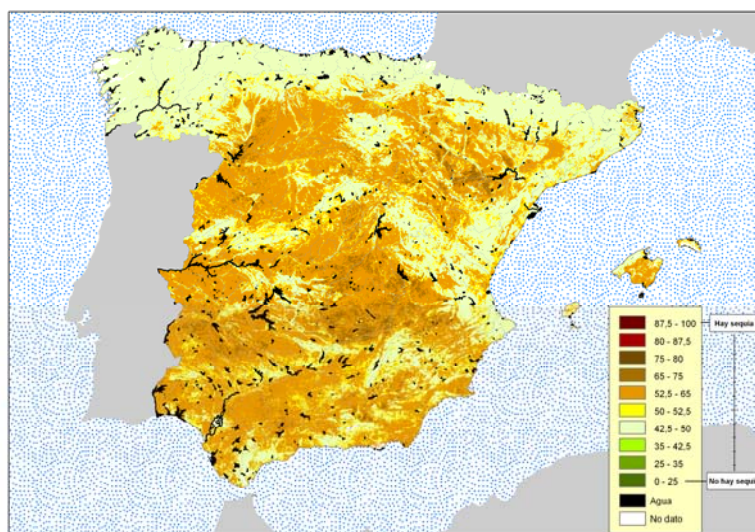 87,5 - 100
Hay sequia
80 - 87,5
75 - 80
65 - 75
52,5 - 65
50 - 52,5
42,5 - 50
35 - 42,5
25 - 35
0 - 25
No hay sequi
Agua
No dato